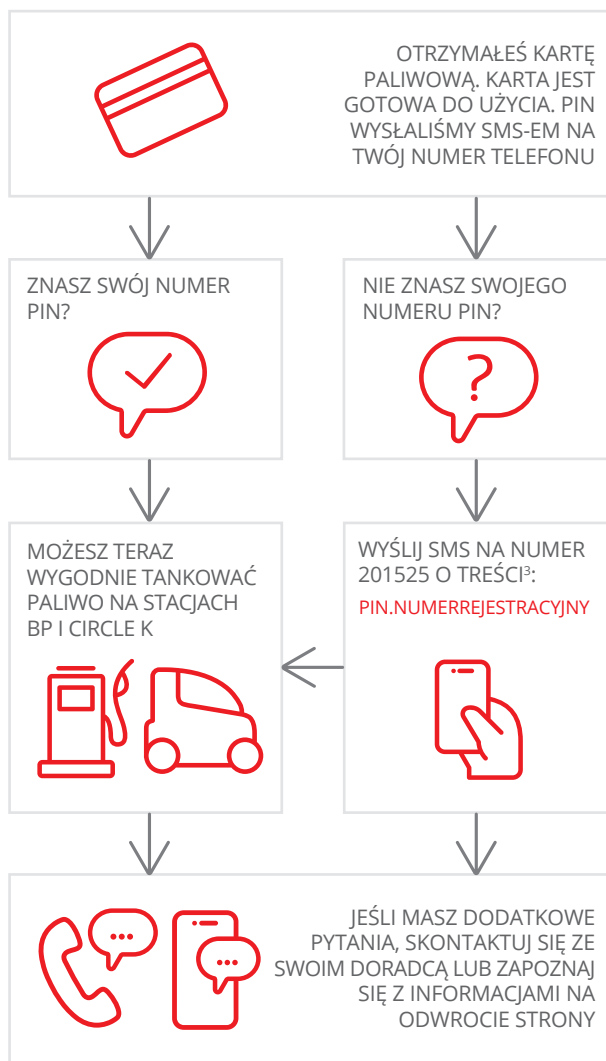 OTRZYMAŁEŚ KARTĘ
PALIWOWĄ. KARTA JEST
GOTOWA DO UŻYCIA. PIN
WYSŁALIŚMY SMS-EM NA
TWÓJ NUMER TELEFONU
ZNASZ SWÓJ NUMER
PIN?
NIE ZNASZ SWOJEGO
NUMERU PIN?
MOŻESZ TERAZ
WYGODNIE TANKOWAĆ
PALIWO NA STACJACH
BP I CIRCLE K
WYŚLIJ SMS NA NUMER
201525 O TREŚCI³:
PIN.NUMERREJESTRACYJNY
JEŚLI MASZ DODATKOWE
PYTANIA, SKONTAKTUJ SIĘ ZE
SWOIM DORADCĄ LUB ZAPOZNAJ
SIĘ Z INFORMACJAMI NA
ODWROCIE STRONY